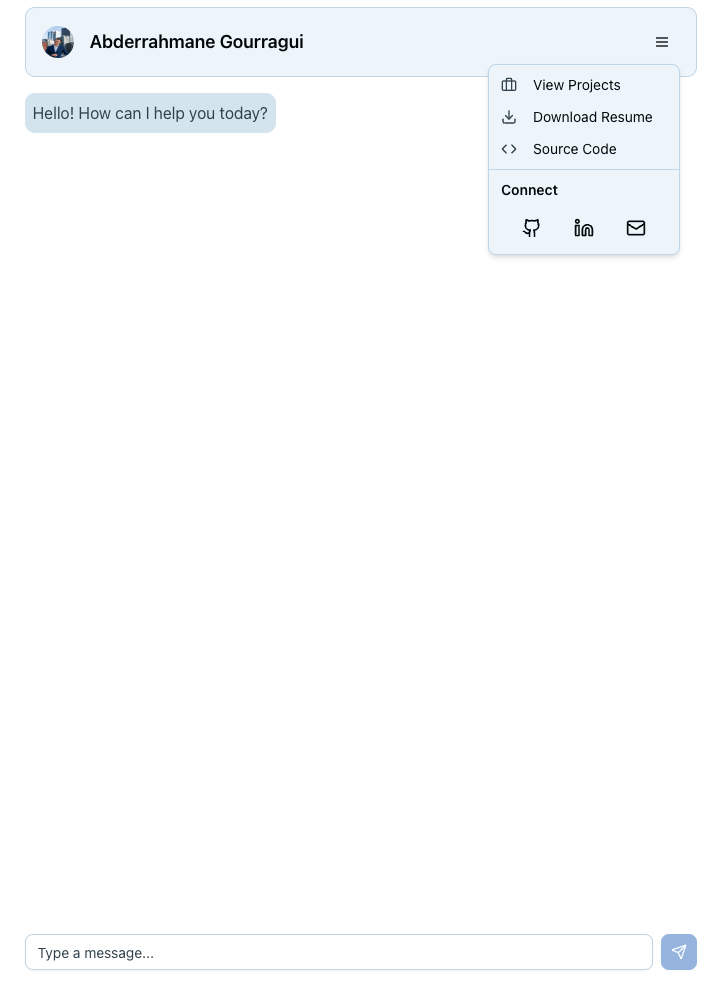 Abderrahmane Gourragui
View Projects
Hello! How can I help you today?
Download Resume
Source Code
Connect
Type a message...